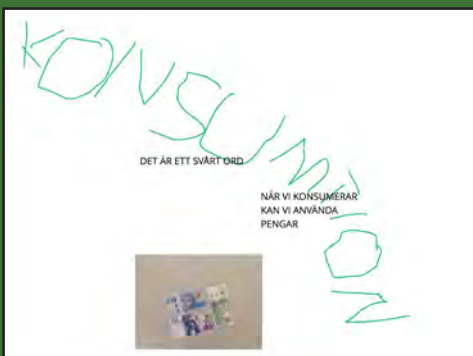 KONSUMTION
DET ÄR ETT SVÅRT ORD
NÄR VI KONSUMERAR
KAN VI ANVÄNDA
PENGAR